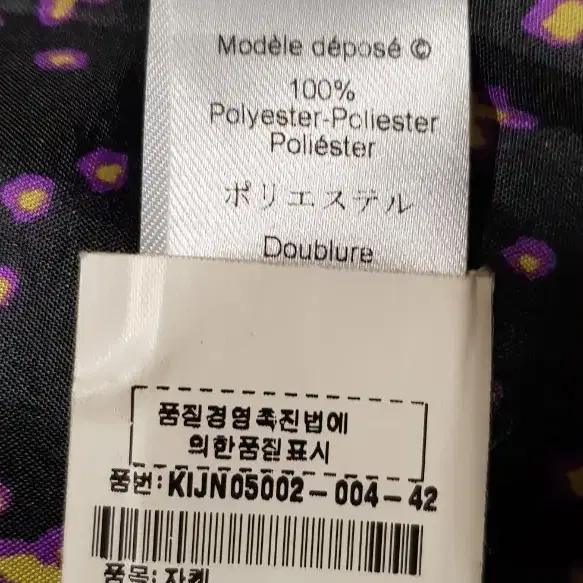 Modèle déposé ©
100%
Polyester-Poliester
Poliéster
ポリエステル
Doublure
품질경영촉진법에
의한품질표시
품번:KIJN05002-004-42
품목:자켓